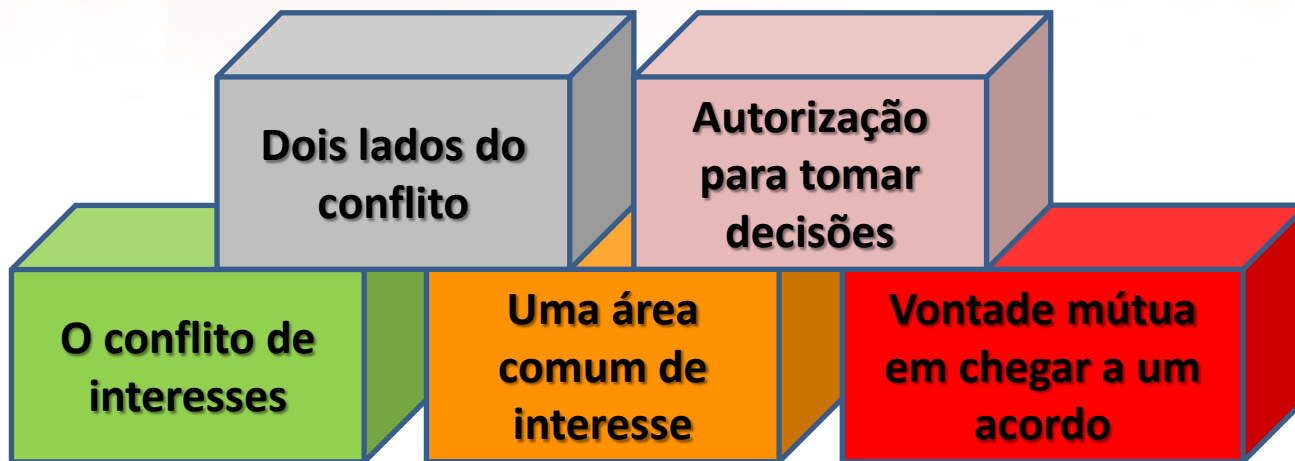 Dois lados do
conflito
Autorização
para tomar
decisões
O conflito de
interesses
Uma área
comum de
interesse
Vontade mútua
em chegar a um
acordo